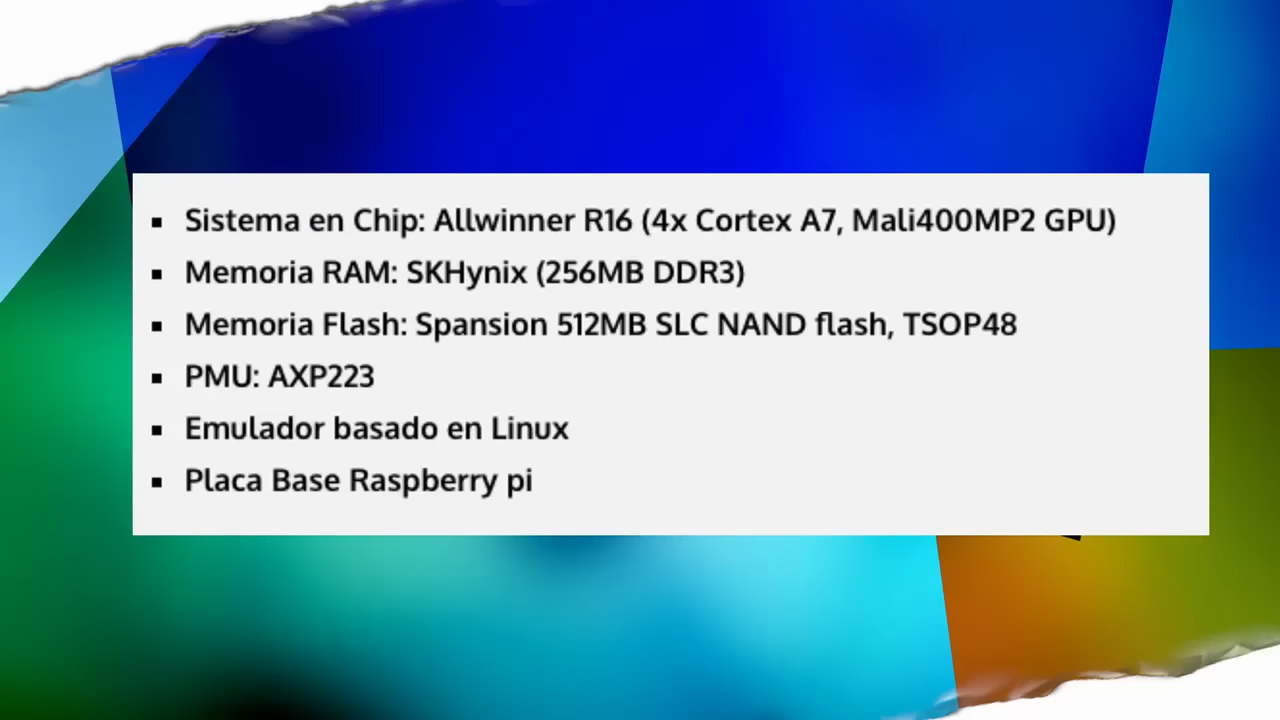 Sistema en Chip: Allwinner R16 (4x Cortex A7, Mali400MP2 GPU)
Memoria RAM: SKHynix (256MB DDR3)
Memoria Flash: Spansion 512MB SLC NAND flash, TSOP48
PMU: AXP223
Emulador basado en Linux
Placa Base Raspberry pi